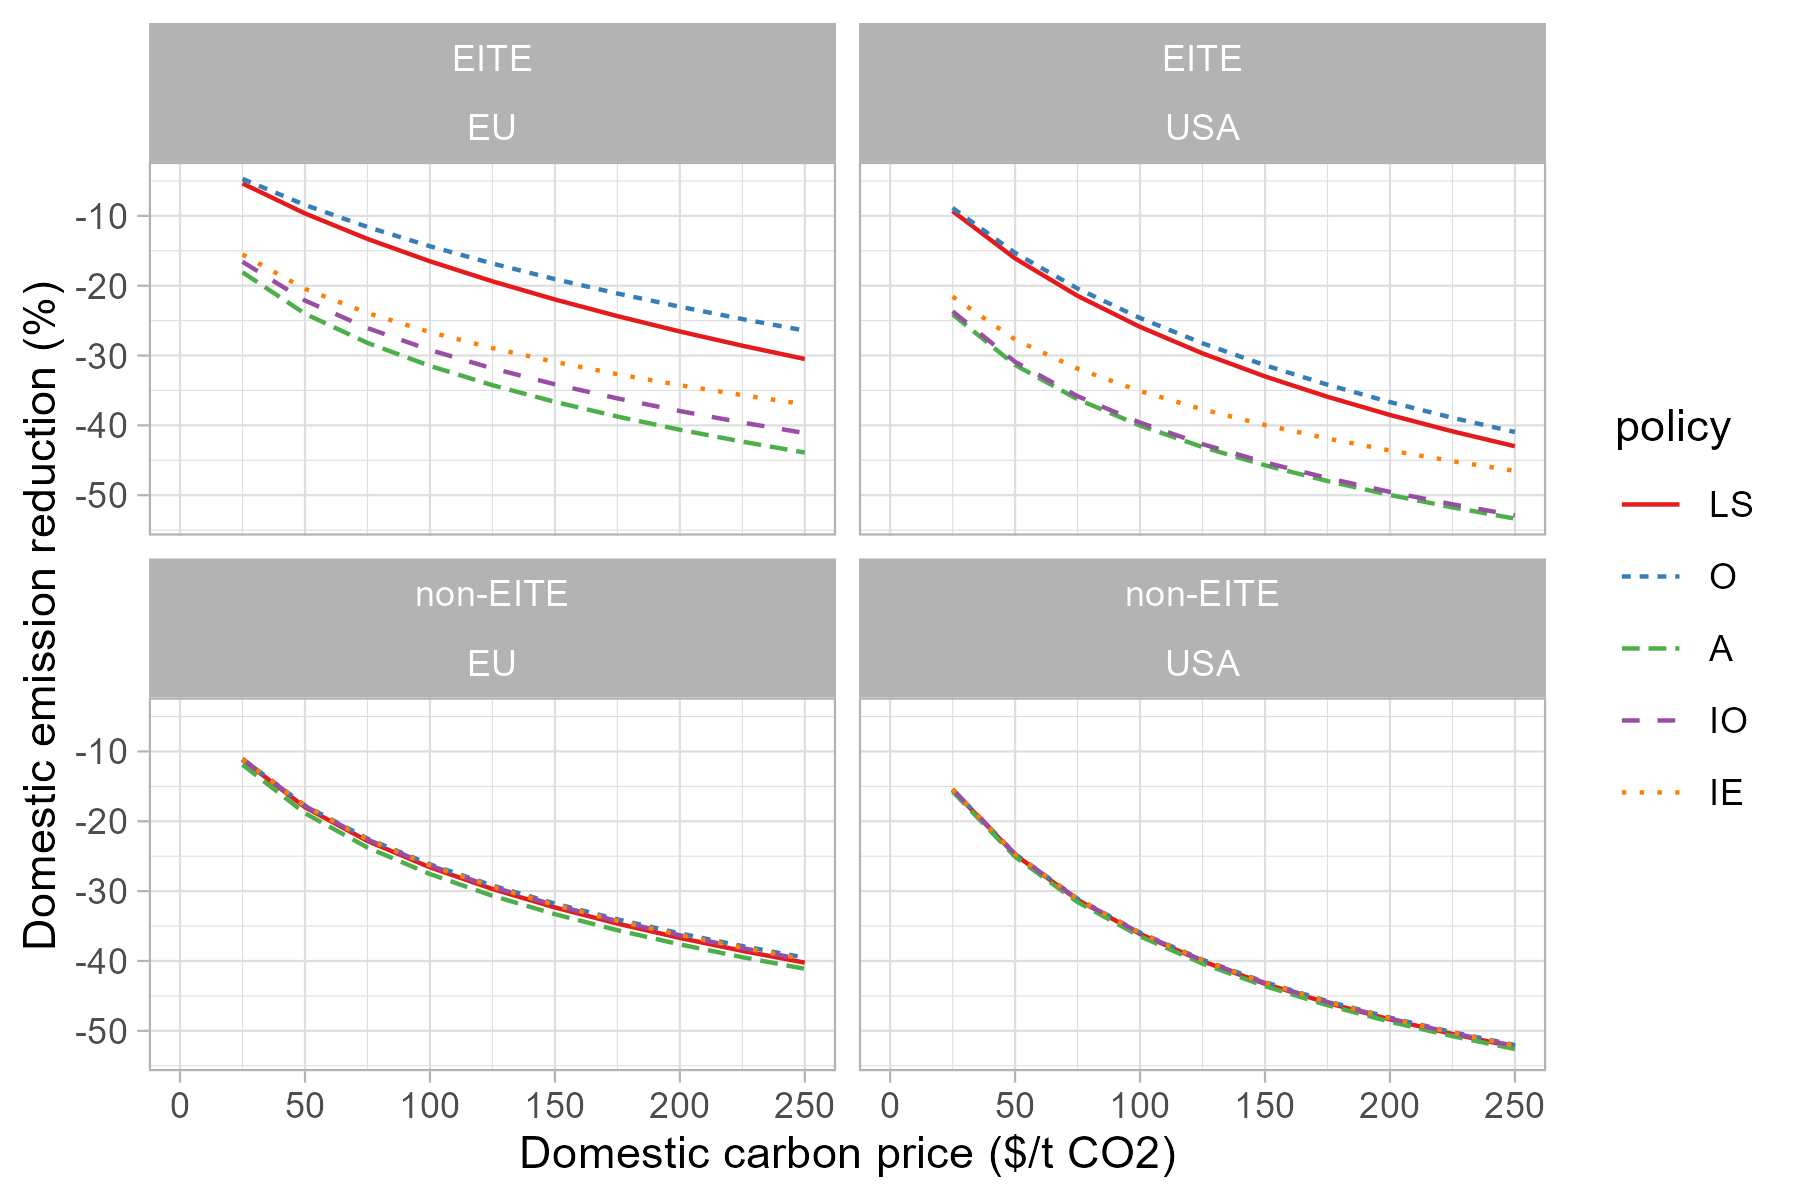 EITE
EU
EITE
USA
-10
-20
-30
-40
-50
non-EITE
EU
non-EITE
USA
-10
-20
-30
-40
-50
0 50 100 150 200 250
0 50 100 150 200 250
Domestic carbon price ($/t CO2)
Domestic emission reduction (%)
policy
LS
O
A
IO
IE